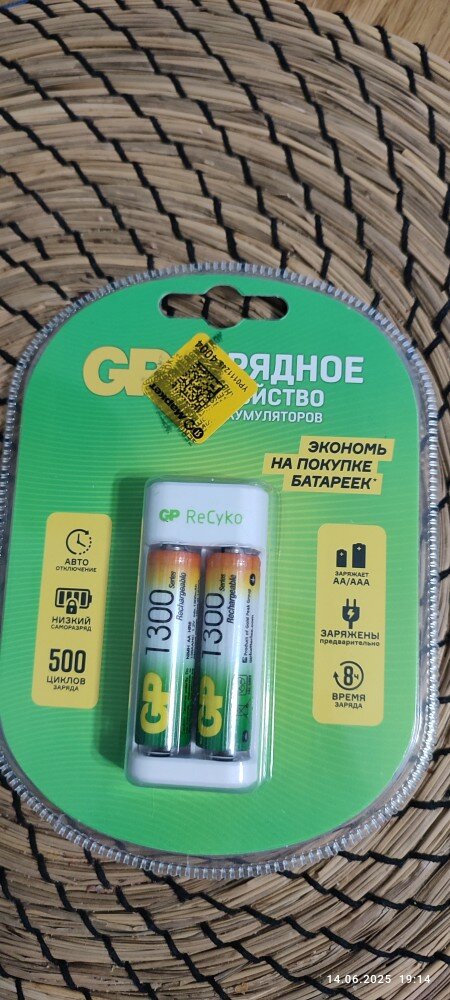 GP
РЯДНОЕ
ЙСТВО
КУМУЛЯТОРОВ
ЭКОНОМЬ
НА ПОКУПКЕ
БАТАРЕЕК*
GP ReCyko
АВТО
ОТКЛЮЧЕНИЕ
НИЗКИЙ
САМОРАЗРЯД
500
ЦИКЛОВ
ЗАРЯДА
GP 1300 Series
Rechargeable
GP 1300 Series
Rechargeable
ЗАРЯЖАЕТ
AA/AAA
ЗАРЯЖЕНЫ
предварительно
8ч
ВРЕМЯ
ЗАРЯДА
14.06.2025 19:14